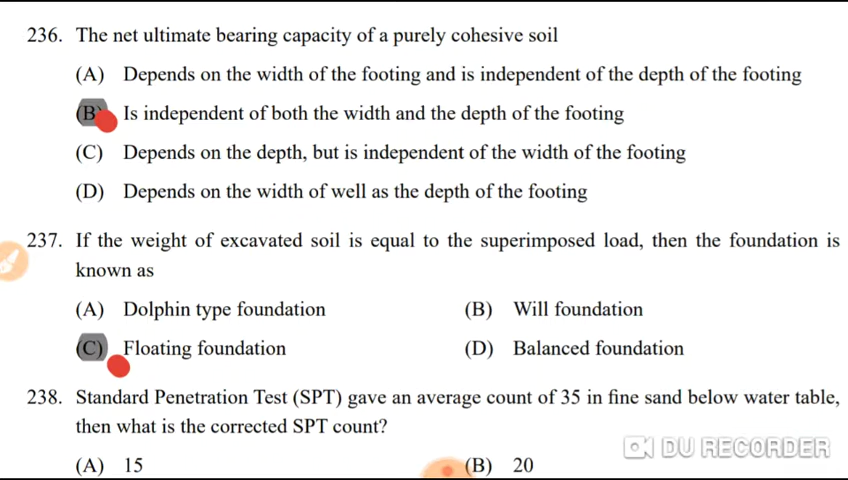 236. The net ultimate bearing capacity of a purely cohesive soil
(A) Depends on the width of the footing and is independent of the depth of the footing
(B) Is independent of both the width and the depth of the footing
(C) Depends on the depth, but is independent of the width of the footing
(D) Depends on the width of well as the depth of the footing
237. If the weight of excavated soil is equal to the superimposed load, then the foundation is
known as
(A) Dolphin type foundation (B) Will foundation
(C) Floating foundation (D) Balanced foundation
238. Standard Penetration Test (SPT) gave an average count of 35 in fine sand below water table,
then what is the corrected SPT count?
DU RECORDER
(A) 15 (B) 20